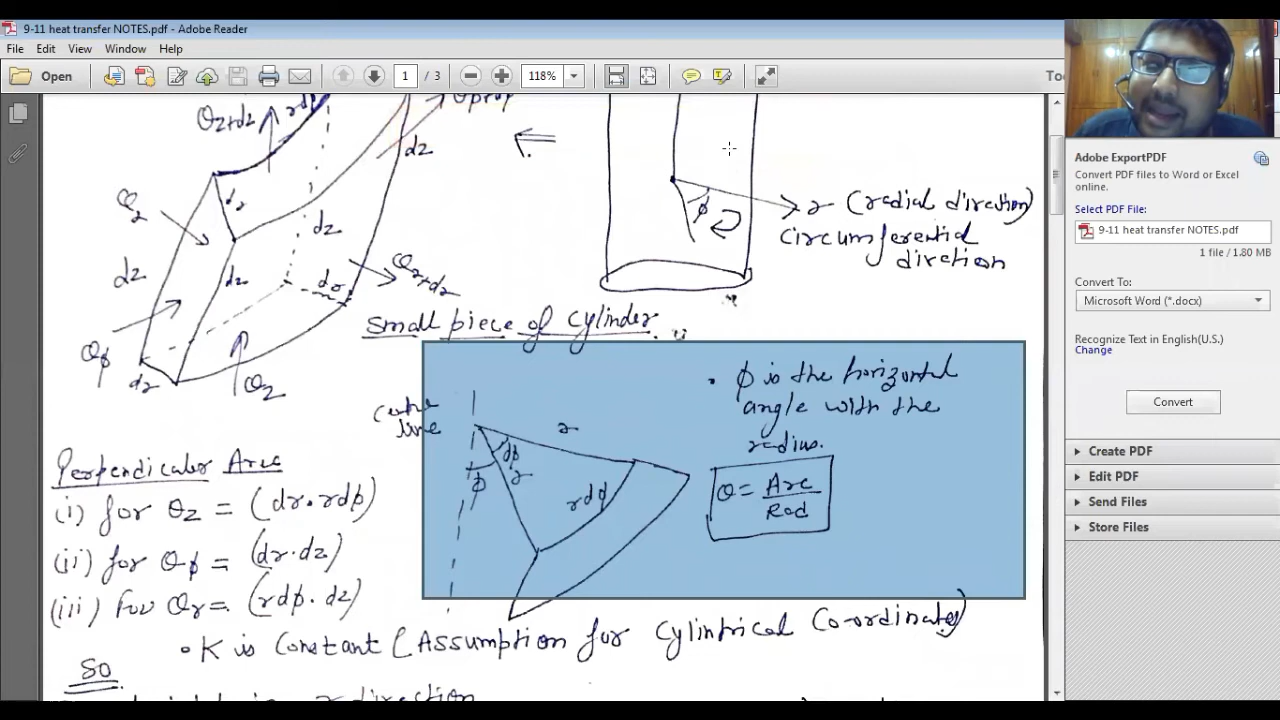 9-11 heat transfer NOTES.pdf - Adobe Reader
File Edit View Window Help
Open 1 / 3 118% To
Qz+dz rdφ
dz
dr
Qr
dz
dz
dz
dr
Qr+dr
Qφ
dr
Qz
φ
r (radial direction)
circumferential
dirction
Small piece of cylinder.
Centre
line
r
dφ
φ
r
rdφ
• φ is the horizontal
angle with the
radius.
θ = Arc
Rad
Perpendicular Area
(i) for Qz = (dr.rdφ)
(ii) for Qφ = (dr.dz)
(iii) For Qr = (rdφ.dz)
• K is Constant (Assumption for Cylintrical Co-ordinates)
So
direction
Adobe ExportPDF
Convert PDF files to Word or Excel
online.
Select PDF File:
9-11 heat transfer NOTES.pdf
1 file / 1.80 MB
Convert To:
Microsoft Word (*.docx)
Recognize Text in English(U.S.)
Change
Convert
Create PDF
Edit PDF
Send Files
Store Files